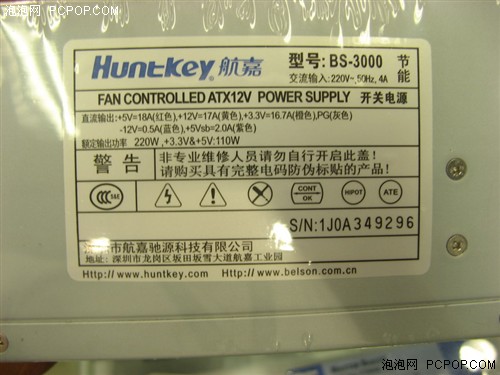 泡泡网 PCPOP.COM
HuntKey 航嘉 型号: BS-3000 节能
交流输入: 220V~,50Hz, 4A
FAN CONTROLLED ATX12V POWER SUPPLY 开关电源
直流输出: +5V=18A(红色),+12V=17A(黄色),+3.3V=16.7A(橙色),PG(灰色)
-12V=0.5A(蓝色),+5Vsb=2.0A(紫色)
额定输出功率 220W,+3.3V&+5V:110W
警告 非专业维修人员请勿自行开启此产品!
请购买具有完整电码防伪标贴的产品!
CCC S&E CONT OK HIPOT ATE
S/N:1J0A349296
市航嘉驰源科技有限公司
地址: 深圳市龙岗区坂田坂雪大道航嘉工业园
Http://www.huntkey.com Http://www.belson.com.cn
泡泡网 PCPOP.COM